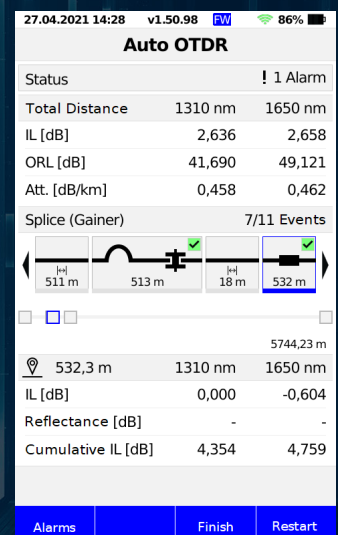 27.04.2021 14:28 v1.50.98 FW 86%
Auto OTDR
Status ! 1 Alarm
Total Distance 1310 nm 1650 nm
IL [dB] 2,636 2,658
ORL [dB] 41,690 49,121
Att. [dB/km] 0,458 0,462
Splice (Gainer) 7/11 Events
511 m 513 m 18 m 532 m
5744,23 m
532,3 m 1310 nm 1650 nm
IL [dB] 0,000 -0,604
Reflectance [dB] - -
Cumulative IL [dB] 4,354 4,759
Alarms Finish Restart